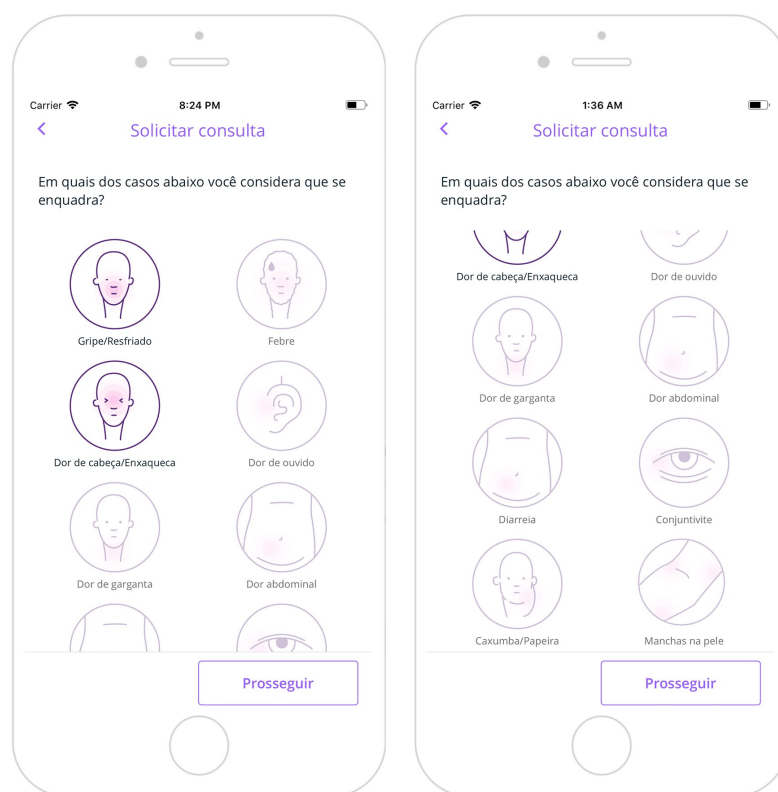 Carrier
8:24 PM
Solicitar consulta
Em quais dos casos abaixo você considera que se
enquadra?
Gripe/Resfriado
Febre
Dor de cabeça/Enxaqueca
Dor de ouvido
Dor de garganta
Dor abdominal
Prosseguir
Carrier
1:36 AM
Solicitar consulta
Em quais dos casos abaixo você considera que se
enquadra?
Dor de cabeça/Enxaqueca
Dor de ouvido
Dor de garganta
Dor abdominal
Diarreia
Conjuntivite
Caxumba/Papeira
Manchas na pele
Prosseguir